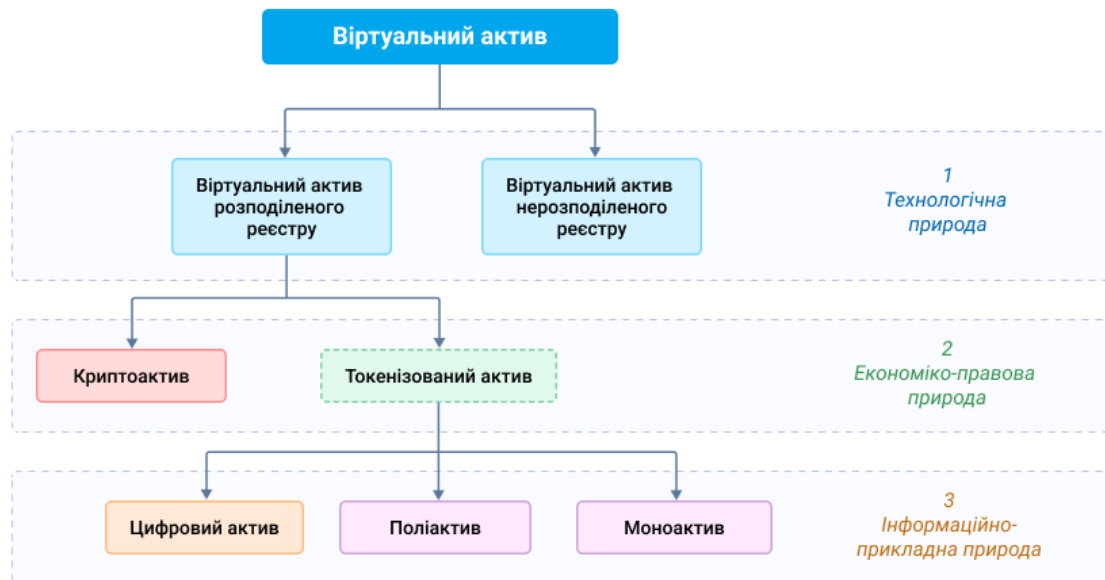 Віртуальний актив
Віртуальний актив
розподіленого
реєстру
Віртуальний актив
нерозподіленого
реєстру
1
Технологічна
природа
Криптоактив
Токенізований актив
2
Економіко-правова
природа
Цифровий актив
Поліактив
Моноактив
3
Інформаційно-
прикладна природа